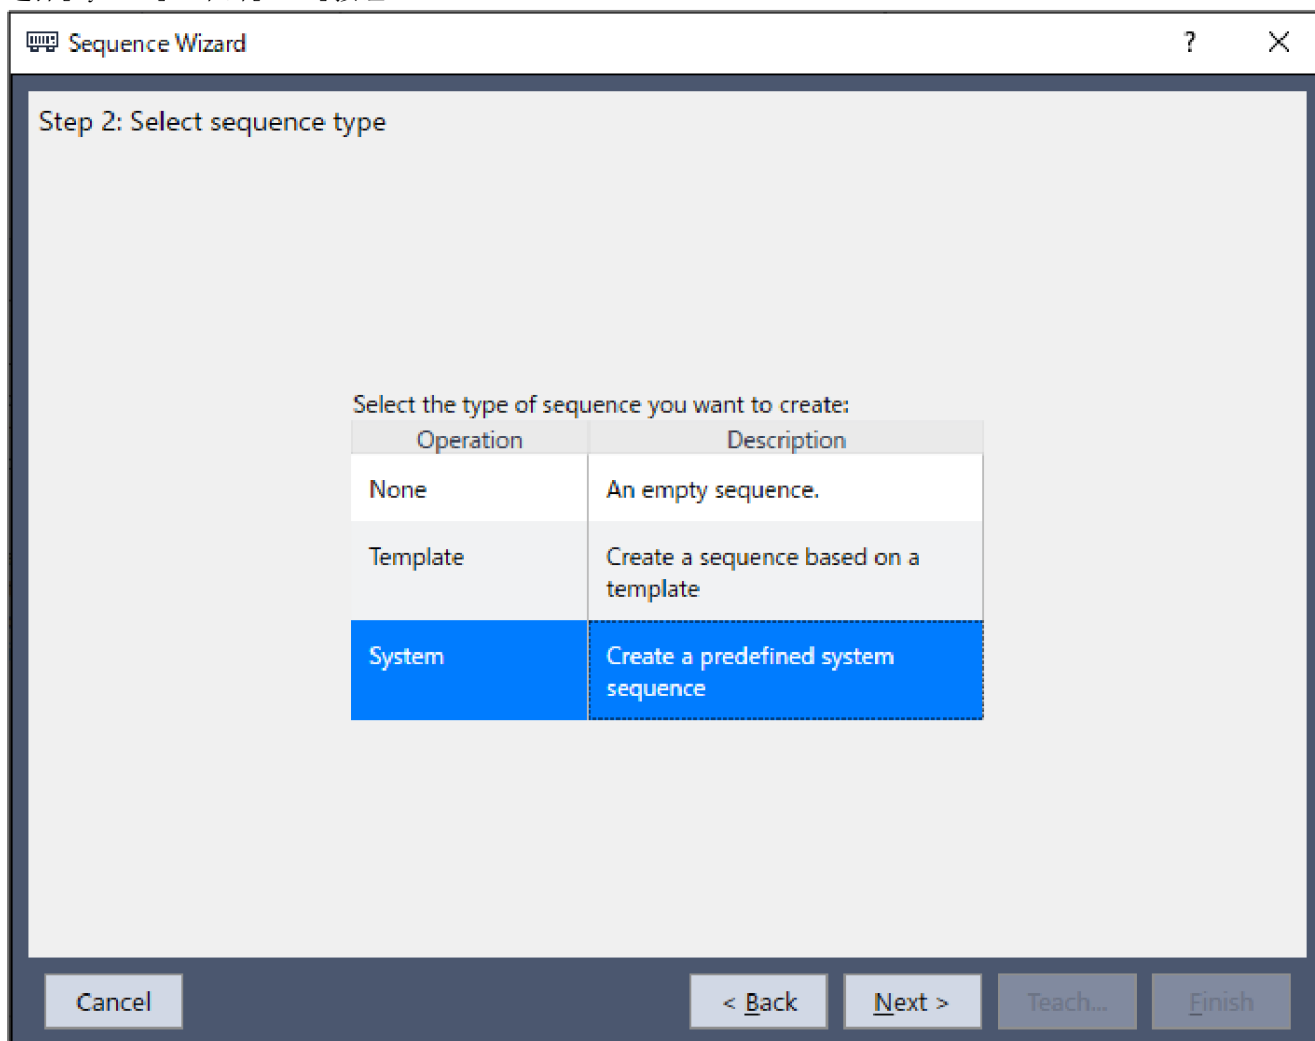 Sequence Wizard
?
Step 2: Select sequence type
Select the type of sequence you want to create:
Operation Description
None An empty sequence.
Template Create a sequence based on a
template
System Create a predefined system
sequence
Cancel < Back Next > Teach... Finish